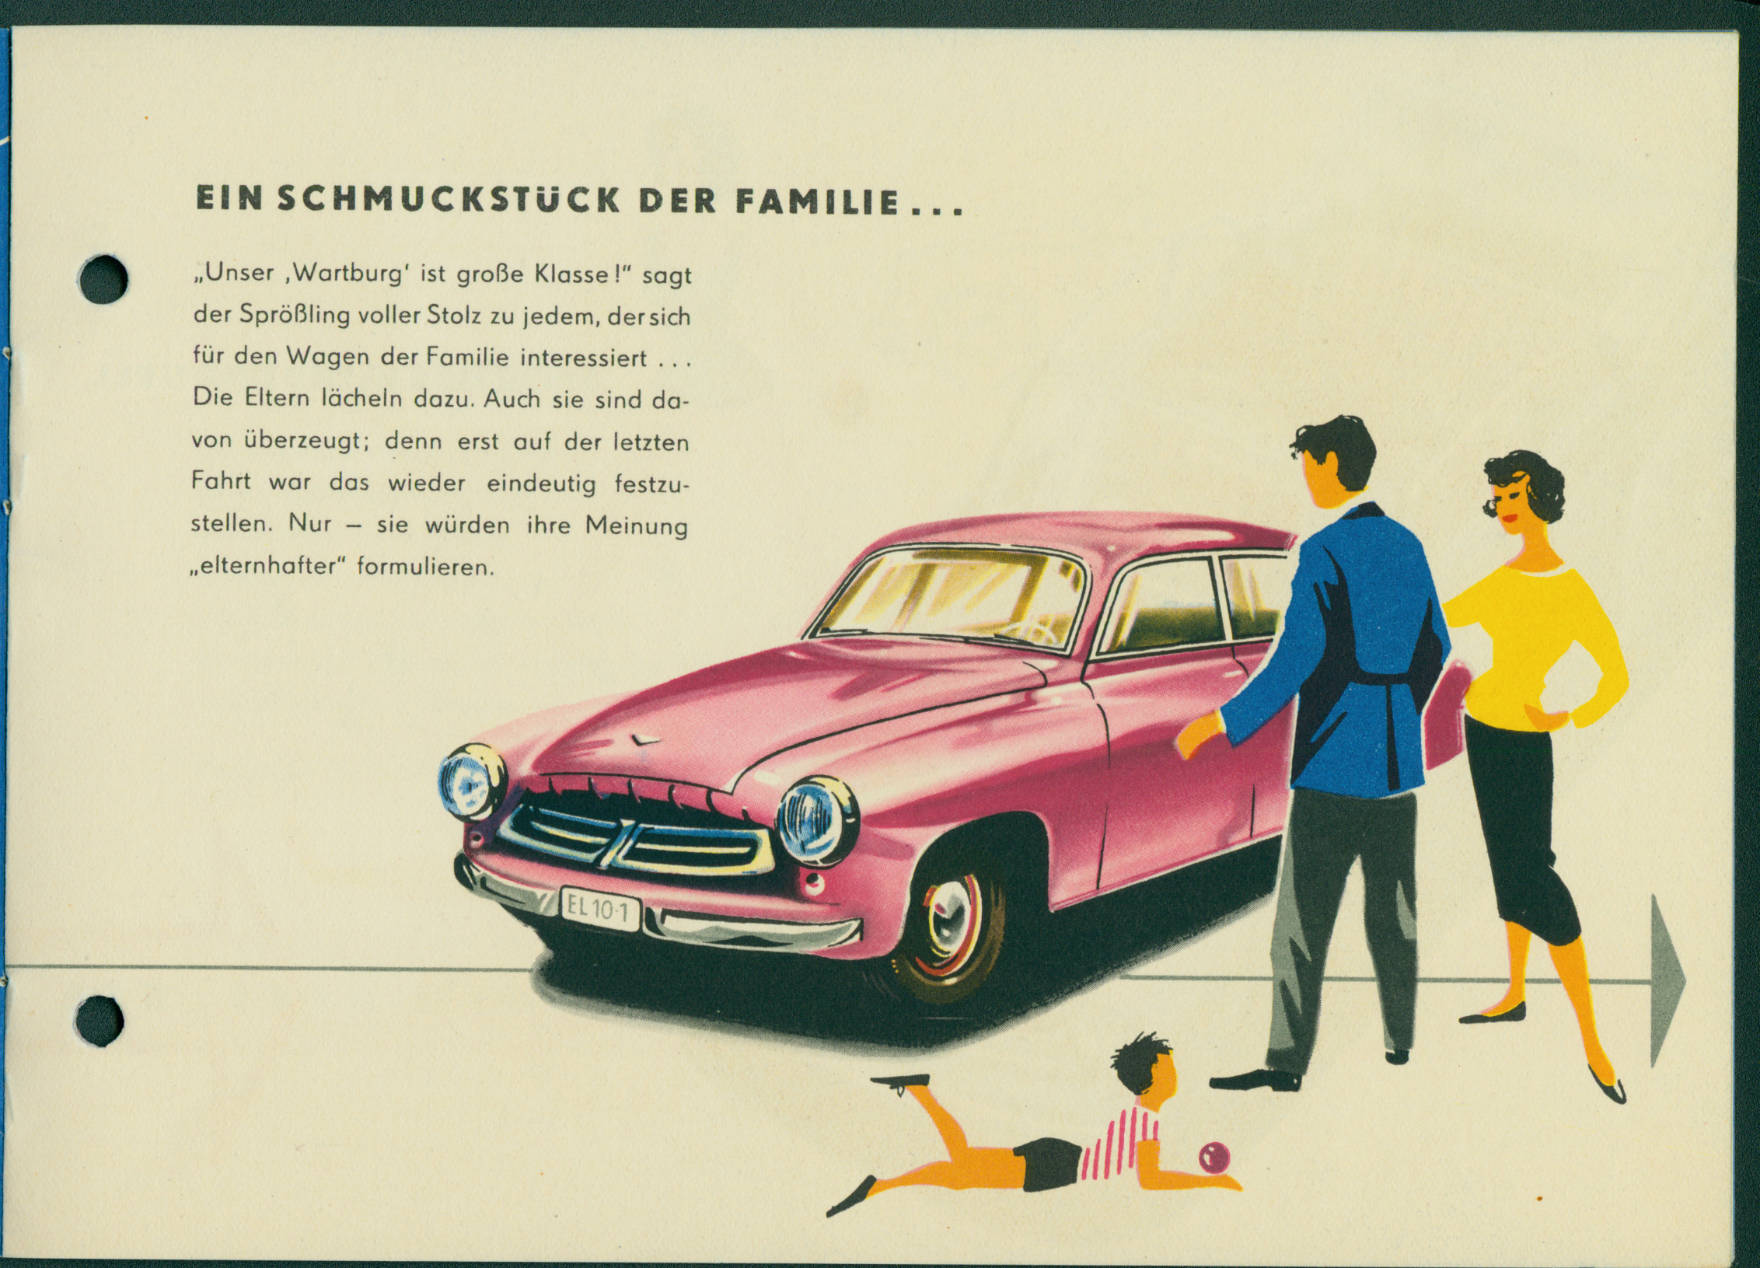 EIN SCHMUCKSTÜCK DER FAMILIE...
„Unser ‚Wartburg‘ ist große Klasse!“ sagt
der Sprößling voller Stolz zu jedem, der sich
für den Wagen der Familie interessiert ...
Die Eltern lächeln dazu. Auch sie sind da-
von überzeugt; denn erst auf der letzten
Fahrt war das wieder eindeutig festzu-
stellen. Nur – sie würden ihre Meinung
„elternhafter“ formulieren.
EL 10-1